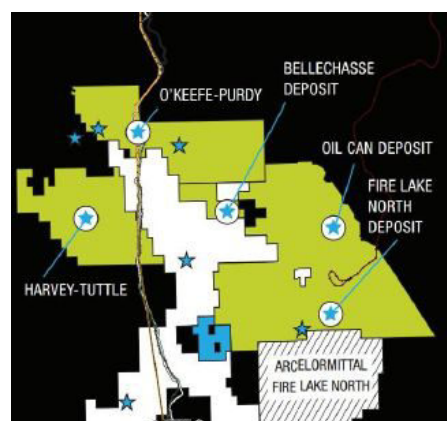 BELLECHASSE
DEPOSIT
O'KEEFE-PURDY
OIL CAN DEPOSIT
FIRE LAKE
NORTH
DEPOSIT
HARVEY-TUTTLE
ARCELORMITTAL
FIRE LAKE NORTH